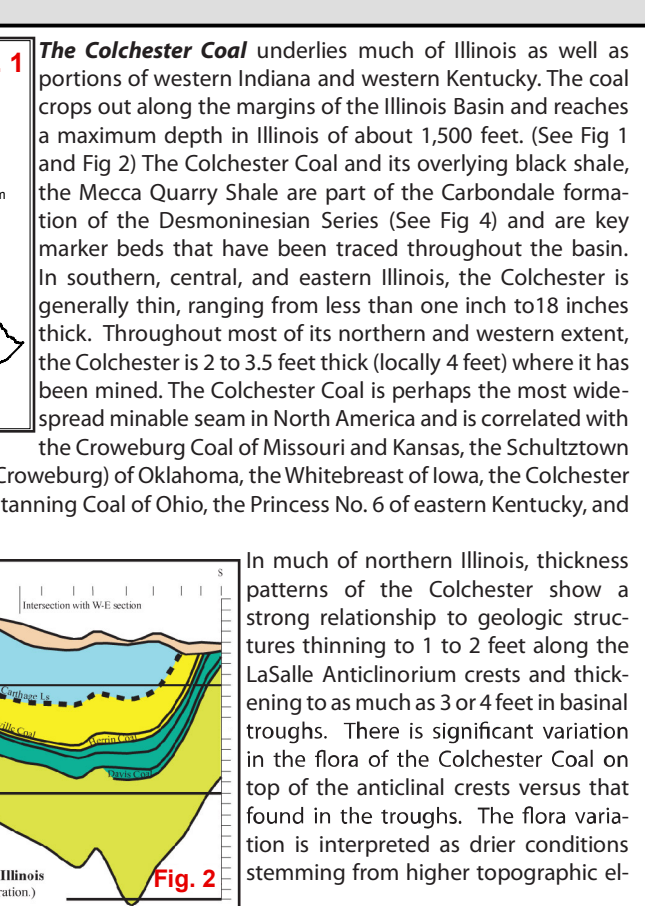 . 1
The Colchester Coal underlies much of Illinois as well as
portions of western Indiana and western Kentucky. The coal
crops out along the margins of the Illinois Basin and reaches
a maximum depth in Illinois of about 1,500 feet. (See Fig 1
and Fig 2) The Colchester Coal and its overlying black shale,
the Mecca Quarry Shale are part of the Carbondale forma-
tion of the Desmoninesian Series (See Fig 4) and are key
marker beds that have been traced throughout the basin.
In southern, central, and eastern Illinois, the Colchester is
generally thin, ranging from less than one inch to18 inches
thick. Throughout most of its northern and western extent,
the Colchester is 2 to 3.5 feet thick (locally 4 feet) where it has
been mined. The Colchester Coal is perhaps the most wide-
spread minable seam in North America and is correlated with
the Croweburg Coal of Missouri and Kansas, the Schultztown
Croweburg) of Oklahoma, the Whitebreast of Iowa, the Colchester
tanning Coal of Ohio, the Princess No. 6 of eastern Kentucky, and
S
Intersection with W-E section
Carthage Ls
ville Coal
Herrin Coal
Davis Coal
Illinois
ration.)
Fig. 2
In much of northern Illinois, thickness
patterns of the Colchester show a
strong relationship to geologic struc-
tures thinning to 1 to 2 feet along the
LaSalle Anticlinorium crests and thick-
ening to as much as 3 or 4 feet in basinal
troughs. There is significant variation
in the flora of the Colchester Coal on
top of the anticlinal crests versus that
found in the troughs. The flora varia-
tion is interpreted as drier conditions
stemming from higher topographic el-